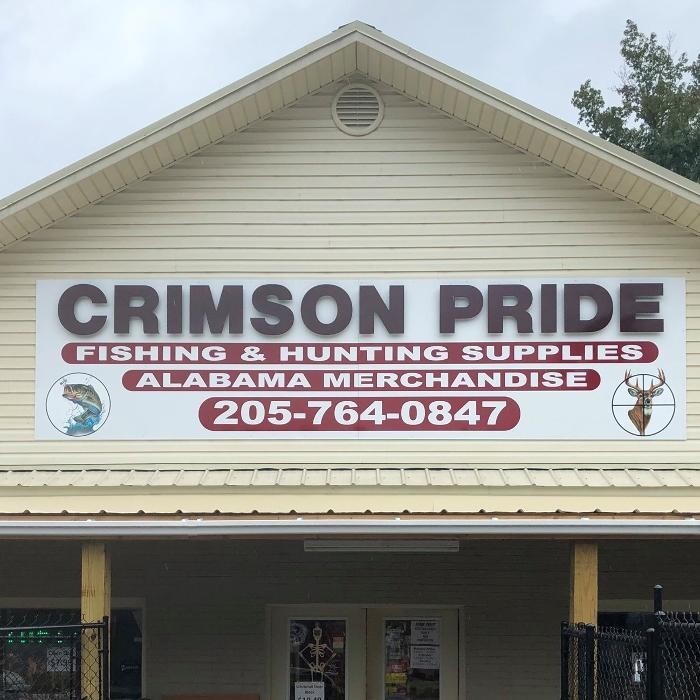 CRIMSON PRIDE
FISHING & HUNTING SUPPLIES
ALABAMA MERCHANDISE
205-764-0847